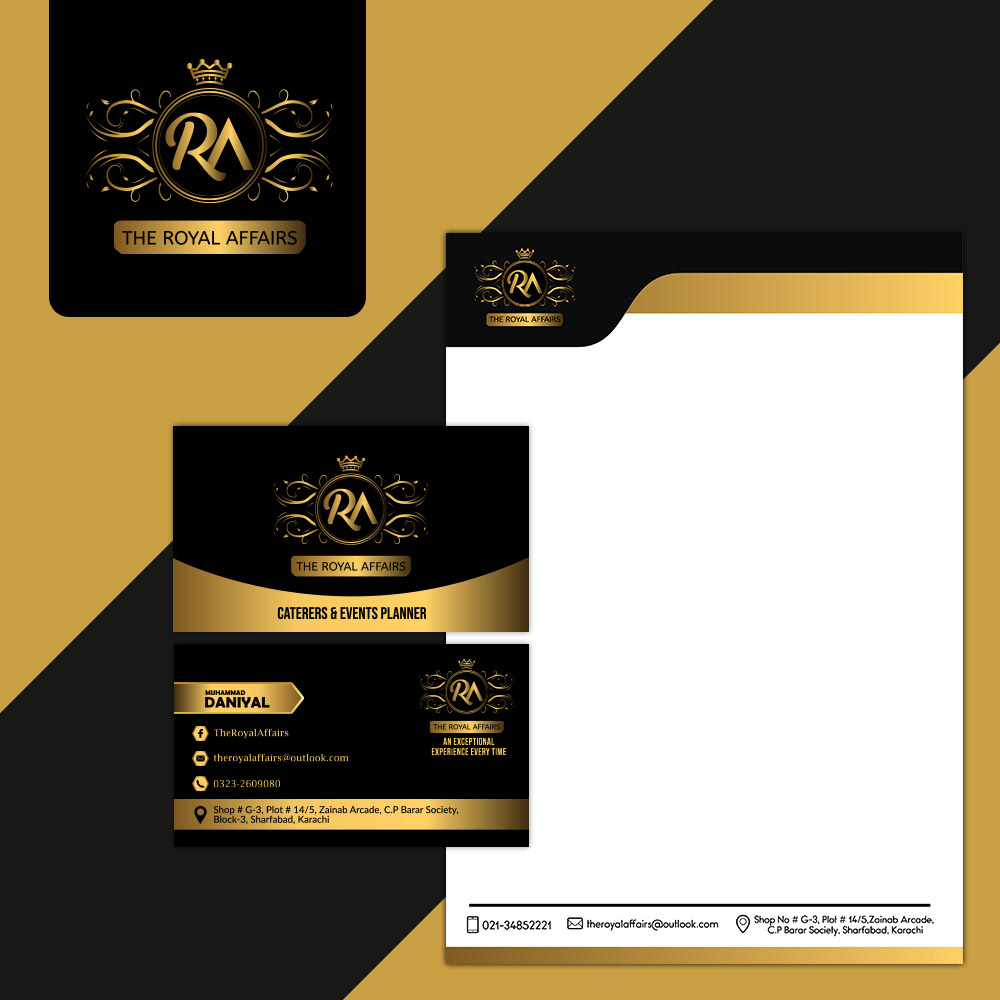 RA
THE ROYAL AFFAIRS
RA
THE ROYAL AFFAIRS
RA
THE ROYAL AFFAIRS
CATERERS & EVENTS PLANNER
MUHAMMAD
DANIYAL
TheRoyalAffairs
theroyalaffairs@outlook.com
0323-2609080
Shop # G-3, Plot # 14/5, Zainab Arcade, C.P Barar Society,
Block-3, Sharfabad, Karachi
RA
THE ROYAL AFFAIRS
AN EXCEPTIONAL
EXPERIENCE EVERY TIME
021-34852221
theroyalaffairs@outlook.com
Shop No # G-3, Plot # 14/5,Zainab Arcade,
C.P Barar Society, Sharfabad, Karachi